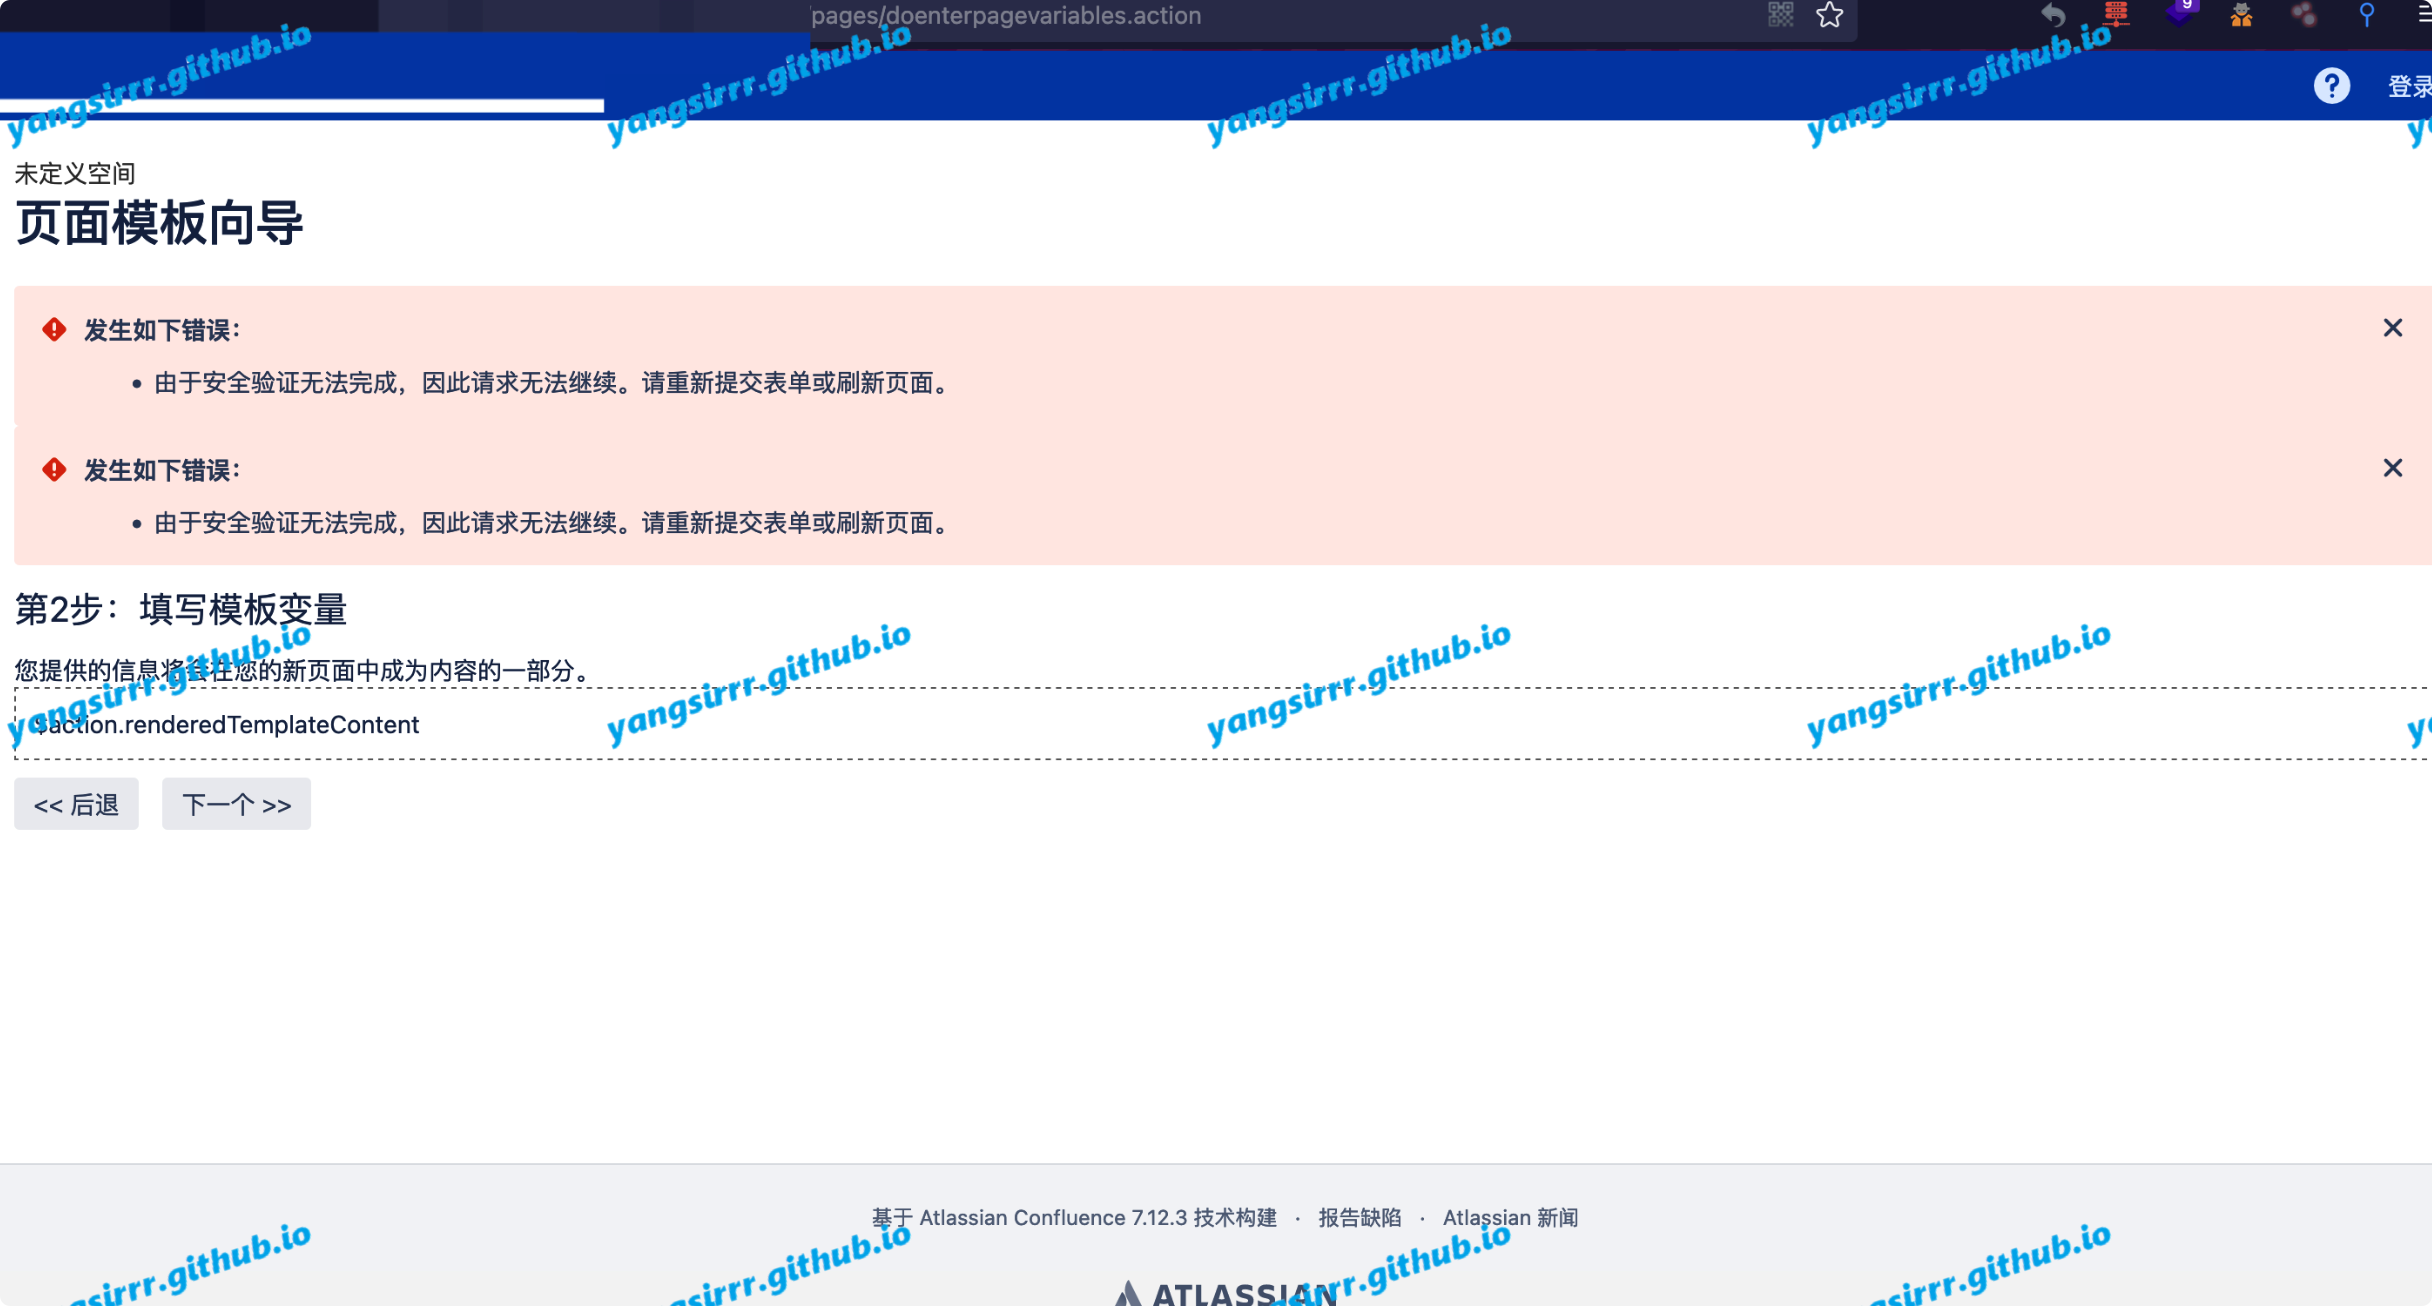 /pages/doenterpagevariables.action
9
yangsirrr.github.io
yangsirrr.github.io
yangsirrr.github.io
yangsirrr.github.io
? 登录
未定义空间
页面模板向导
发生如下错误：
由于安全验证无法完成，因此请求无法继续。请重新提交表单或刷新页面。
发生如下错误：
由于安全验证无法完成，因此请求无法继续。请重新提交表单或刷新页面。
第2步：填写模板变量
您提供的信息将会在您的新页面中成为内容的一部分。
yangsirrr.github.io
yangsirrr.github.io
yangsirrr.github.io
yangsirrr.github.io
$action.renderedTemplateContent
<< 后退
下一个 >>
基于 Atlassian Confluence 7.12.3 技术构建 · 报告缺陷 · Atlassian 新闻
sirrr.github.io
sirrr.github.io
rr.github.io
sirrr.github.io
ATLASSIAN